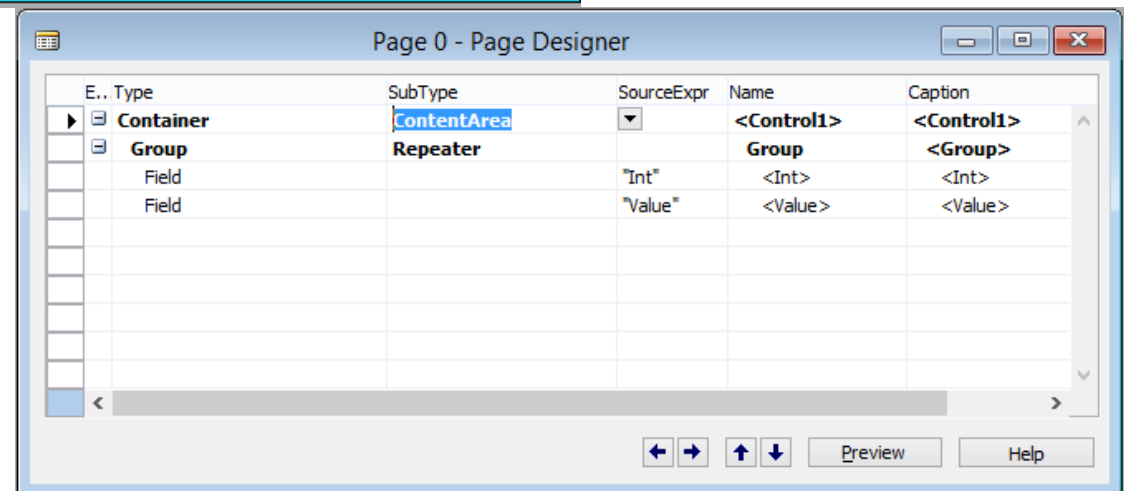 Page 0 - Page Designer
E.. Type SubType SourceExpr Name Caption
Container ContentArea <Control1> <Control1>
Group Repeater Group <Group>
Field "Int" <Int> <Int>
Field "Value" <Value> <Value>
Preview Help